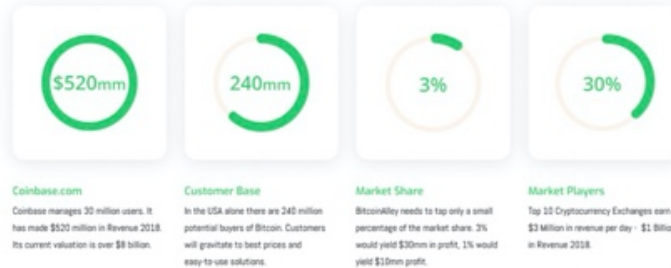 $520mm
240mm
3%
30%
Coinbase.com
Coinbase manages 30 million users. It
has made $520 million in Revenue 2018.
Its current valuation is over $8 billion.
Customer Base
In the USA alone there are 240 million
potential buyers of Bitcoin. Customers
will gravitate to best prices and
easy-to-use solutions.
Market Share
BitcoinAlley needs to tap only a small
percentage of the market share. 3%
would yield $30mm in profit, 1% would
yield $10mm profit.
Market Players
Top 10 Cryptocurrency Exchanges earn
$3 Million in revenue per day - $1 Billio
in Revenue 2018.